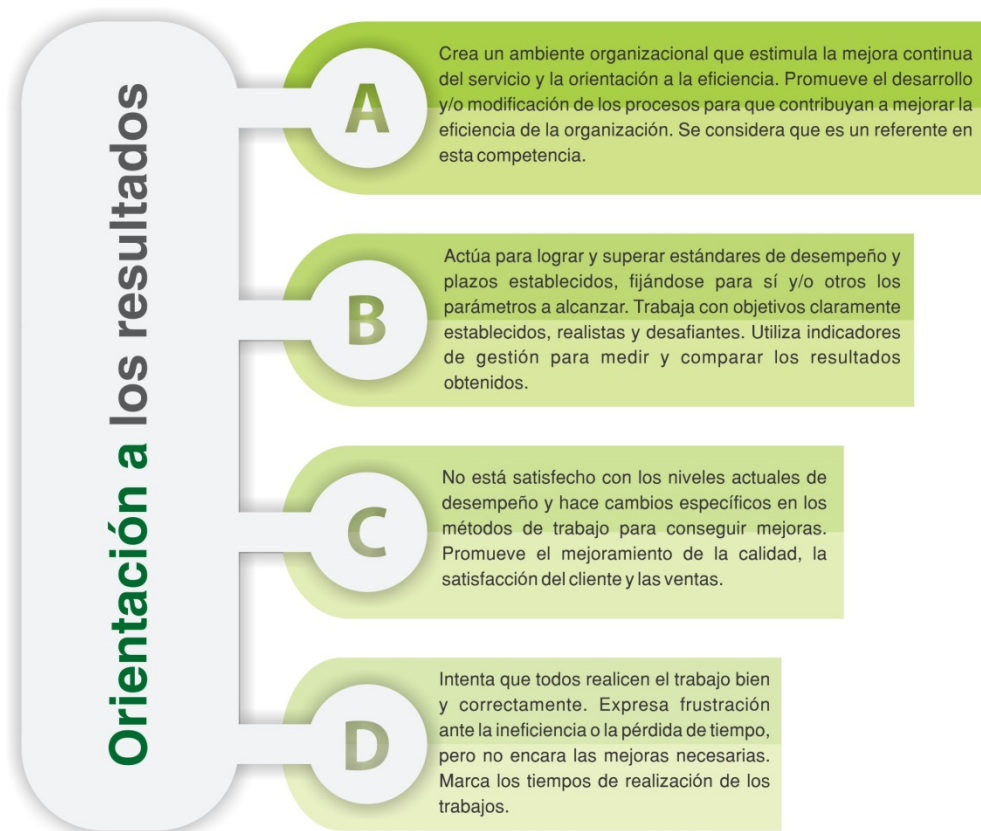 Orientación a los resultados
A
Crea un ambiente organizacional que estimula la mejora continua
del servicio y la orientación a la eficiencia. Promueve el desarrollo
y/o modificación de los procesos para que contribuyan a mejorar la
eficiencia de la organización. Se considera que es un referente en
esta competencia.
B
Actúa para lograr y superar estándares de desempeño y
plazos establecidos, fijándose para sí y/o otros los
parámetros a alcanzar. Trabaja con objetivos claramente
establecidos, realistas y desafiantes. Utiliza indicadores
de gestión para medir y comparar los resultados
obtenidos.
C
No está satisfecho con los niveles actuales de
desempeño y hace cambios específicos en los
métodos de trabajo para conseguir mejoras.
Promueve el mejoramiento de la calidad, la
satisfacción del cliente y las ventas.
D
Intenta que todos realicen el trabajo bien
y correctamente. Expresa frustración
ante la ineficiencia o la pérdida de tiempo,
pero no encara las mejoras necesarias.
Marca los tiempos de realización de los
trabajos.